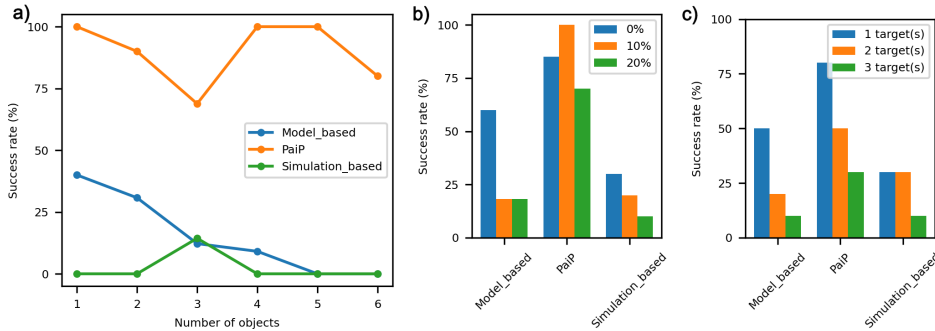 a)
Success rate (%)
100
75
50
25
0
Model_based
PaiP
Simulation_based
1 2 3 4 5 6
Number of objects
b)
Success rate (%)
100
75
50
25
0
0%
10%
20%
Model_based
PaiP
Simulation_based
c)
Success rate (%)
100
75
50
25
0
1 target(s)
2 target(s)
3 target(s)
Model_based
PaiP
Simulation_based